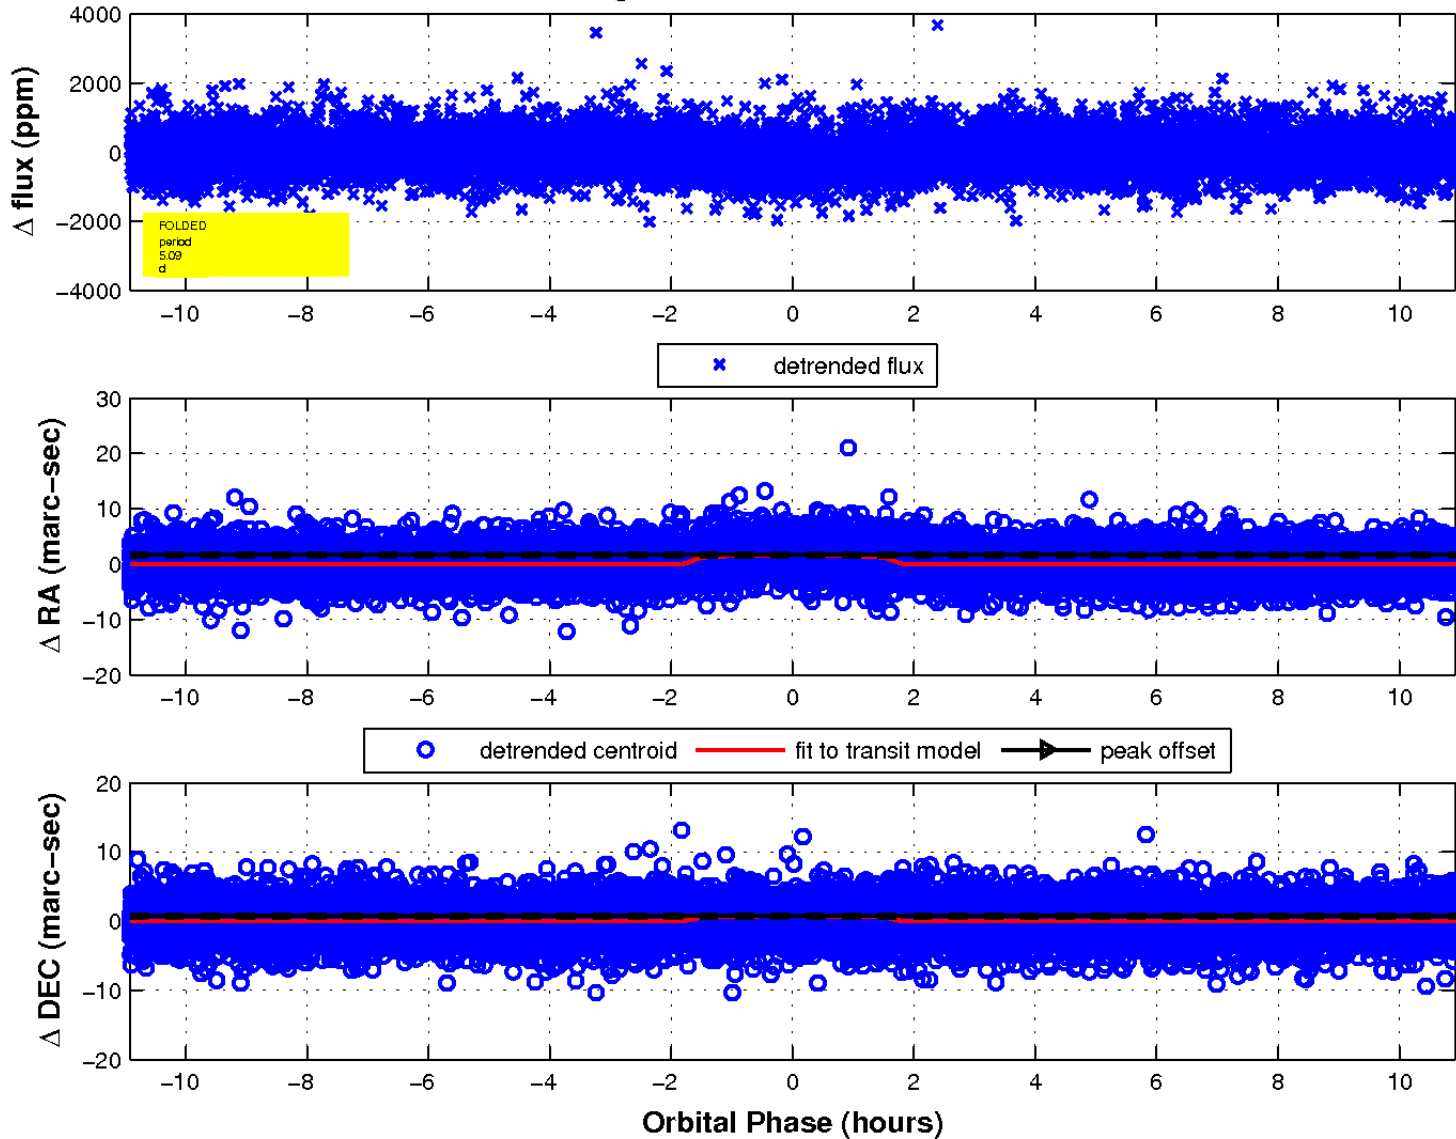 4000
2000
0
−2000
−4000
Δ flux (ppm)
FOLDED
period
5.09
d
−10 −8 −6 −4 −2 0 2 4 6 8 10
detrended flux
30
20
10
0
−10
−20
Δ RA (marc−sec)
−10 −8 −6 −4 −2 0 2 4 6 8 10
detrended centroid fit to transit model peak offset
20
10
0
−10
−20
Δ DEC (marc−sec)
−10 −8 −6 −4 −2 0 2 4 6 8 10
Orbital Phase (hours)